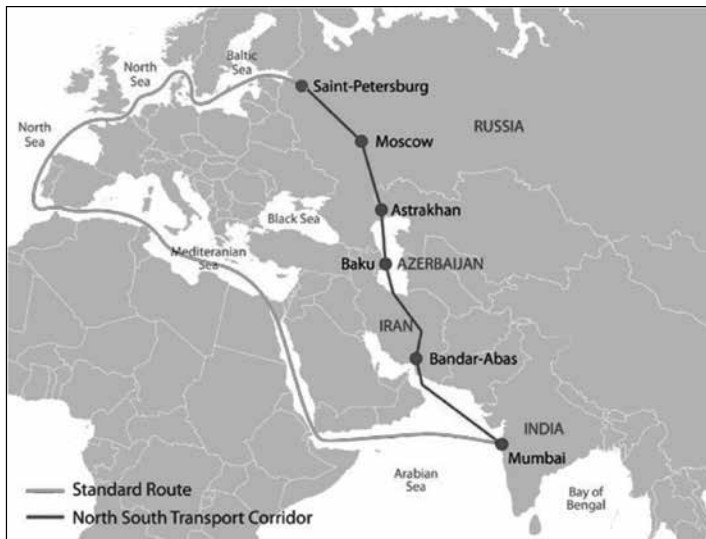 North
Sea
Baltic
Sea
Saint-Petersburg
Moscow
RUSSIA
North
Sea
Astrakhan
Black Sea
Mediteranian
Sea
Baku
AZERBAIJAN
IRAN
Bandar-Abas
INDIA
Mumbai
Arabian
Sea
Bay of
Bengal
Standard Route
North South Transport Corridor